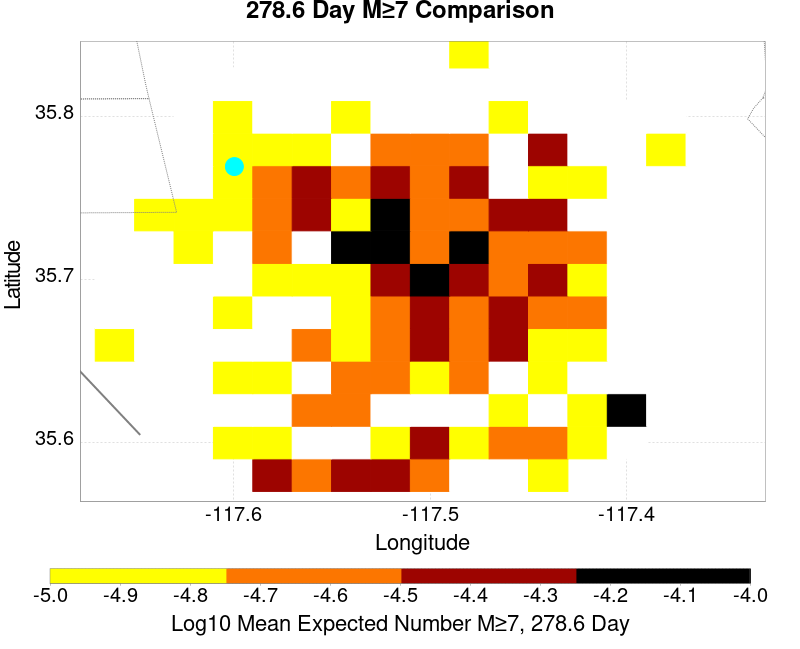 278.6 Day M≥7 Comparison
35.8
35.7
35.6
Latitude
-117.6 -117.5 -117.4
Longitude
-5.0 -4.9 -4.8 -4.7 -4.6 -4.5 -4.4 -4.3 -4.2 -4.1 -4.0
Log10 Mean Expected Number M≥7, 278.6 Day